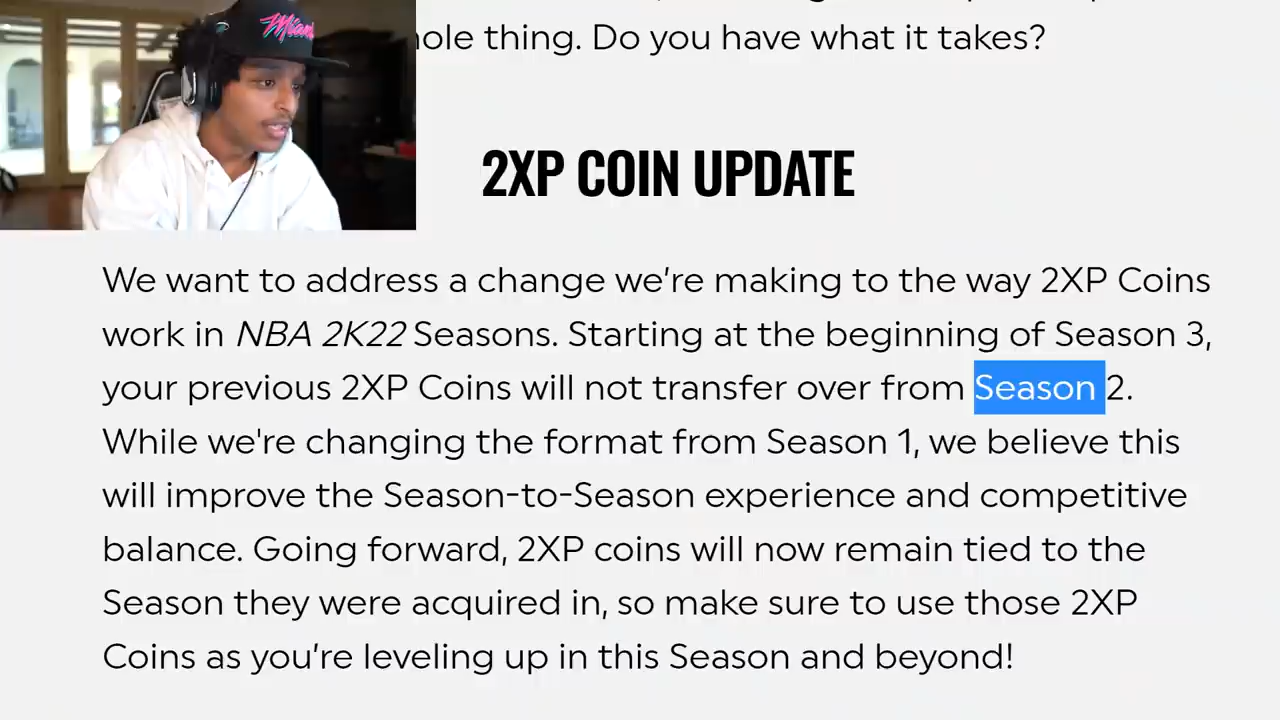 Miami
hole thing. Do you have what it takes?
2XP COIN UPDATE
We want to address a change we’re making to the way 2XP Coins
work in NBA 2K22 Seasons. Starting at the beginning of Season 3,
your previous 2XP Coins will not transfer over from Season 2.
While we're changing the format from Season 1, we believe this
will improve the Season-to-Season experience and competitive
balance. Going forward, 2XP coins will now remain tied to the
Season they were acquired in, so make sure to use those 2XP
Coins as you’re leveling up in this Season and beyond!